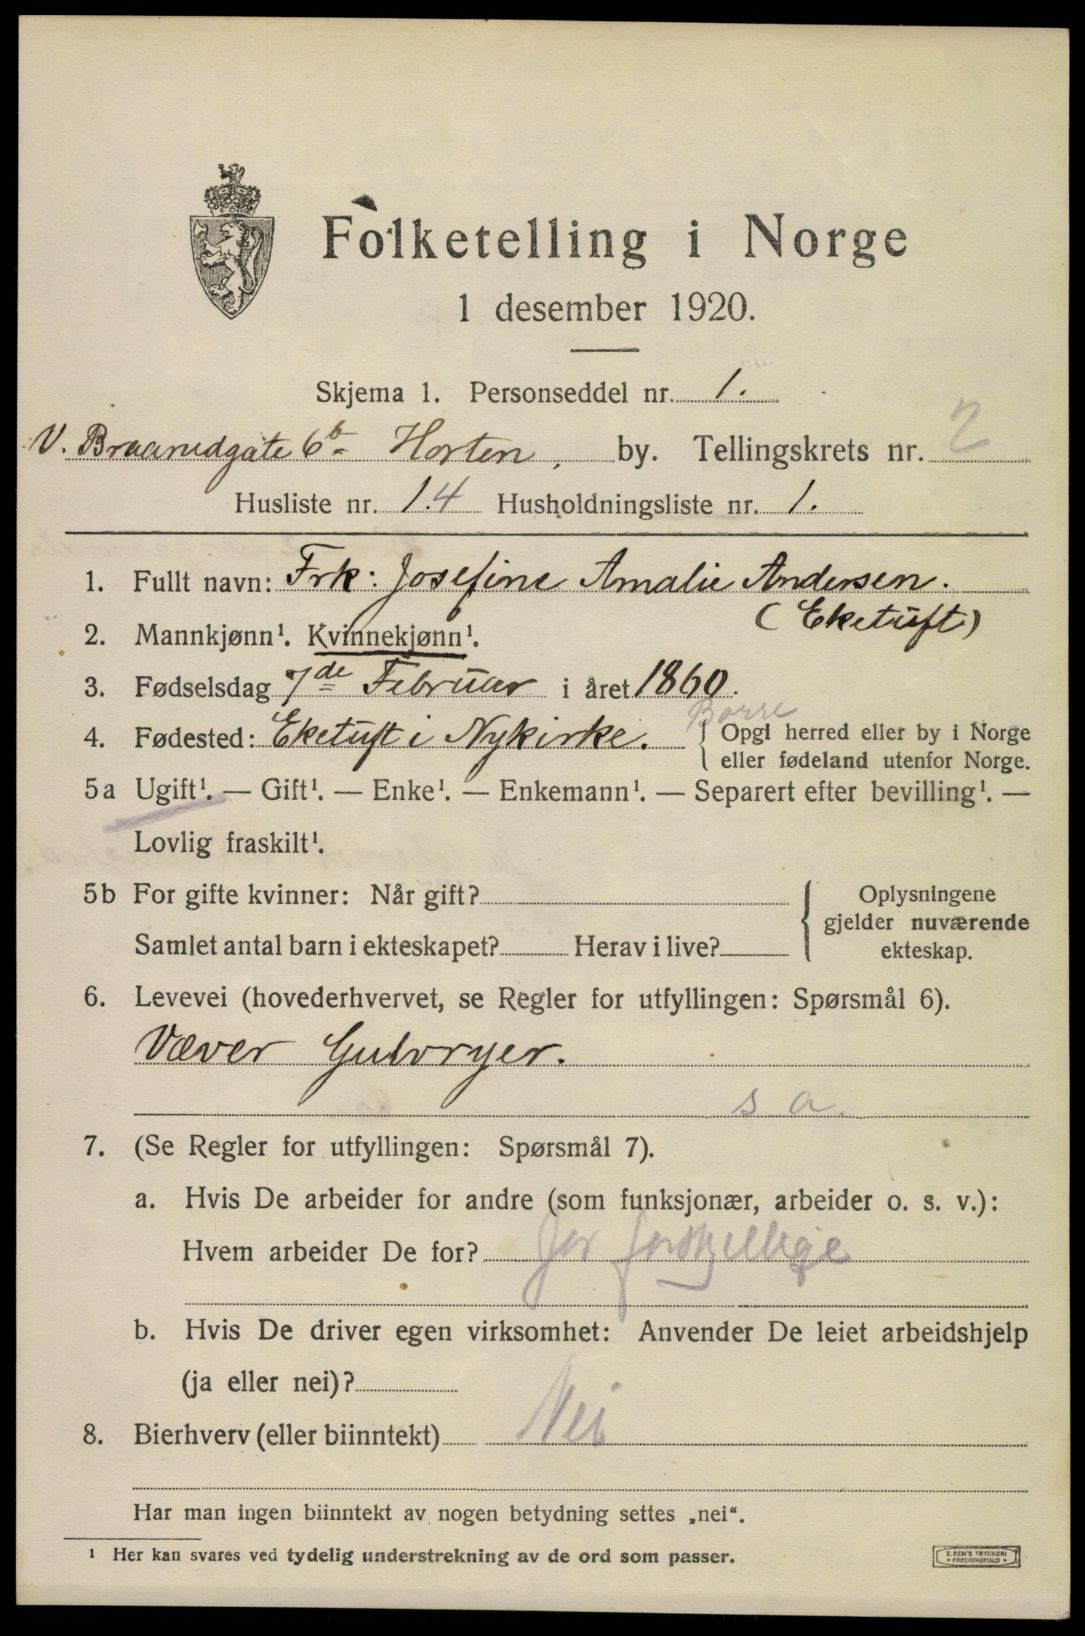 Folketelling i Norge
1 desember 1920.
Skjema 1. Personseddel nr. 1.
V. Braarudgate 6b Horten, by. Tellingskrets nr. 2
Husliste nr. 1.4 Husholdningsliste nr. 1.
1. Fullt navn: Frk: Josefine Amalie Andersen.
(Eketuft)
2. Mannkjønn¹. Kvinnekjønn¹.
3. Fødselsdag 7de Februar i året 1860.
Borre
4. Fødested: Eketuft i Nykirke. { Opgi herred eller by i Norge
eller fødeland utenfor Norge.
5a Ugift¹. — Gift¹. — Enke¹. — Enkemann¹. — Separert efter bevilling¹. —
Lovlig fraskilt¹.
5b For gifte kvinner: Når gift? { Oplysningene
gjelder nuværende
Samlet antal barn i ekteskapet? Herav i live? ekteskap.
6. Levevei (hovederhvervet, se Regler for utfyllingen: Spørsmål 6).
Væver Gulvryer.
s a.
7. (Se Regler for utfyllingen: Spørsmål 7).
a. Hvis De arbeider for andre (som funksjonær, arbeider o. s. v.):
Hvem arbeider De for? for forskjellige
b. Hvis De driver egen virksomhet: Anvender De leiet arbeidshjelp
(ja eller nei)?
8. Bierhverv (eller biinntekt) Nei
Har man ingen biinntekt av nogen betydning settes „nei“.
¹ Her kan svares ved tydelig understrekning av de ord som passer.
E. SEM'S TRYKKERI
• FREDRIKSHALD •